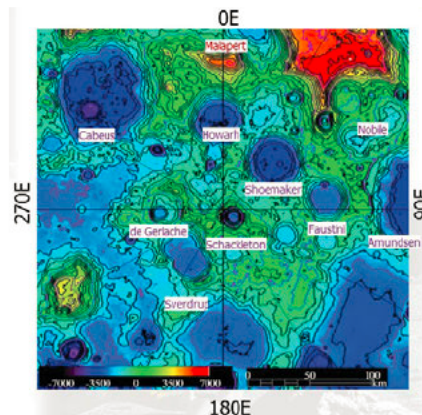 0E
Malapert
Cabeus
Howarh
Nobile
Shoemaker
270E
90E
de Gerlache
Schackleton
Faustini
Amundsen
Sverdrup
-7000 -3500 0 3500 7000
0 50 100
km
180E